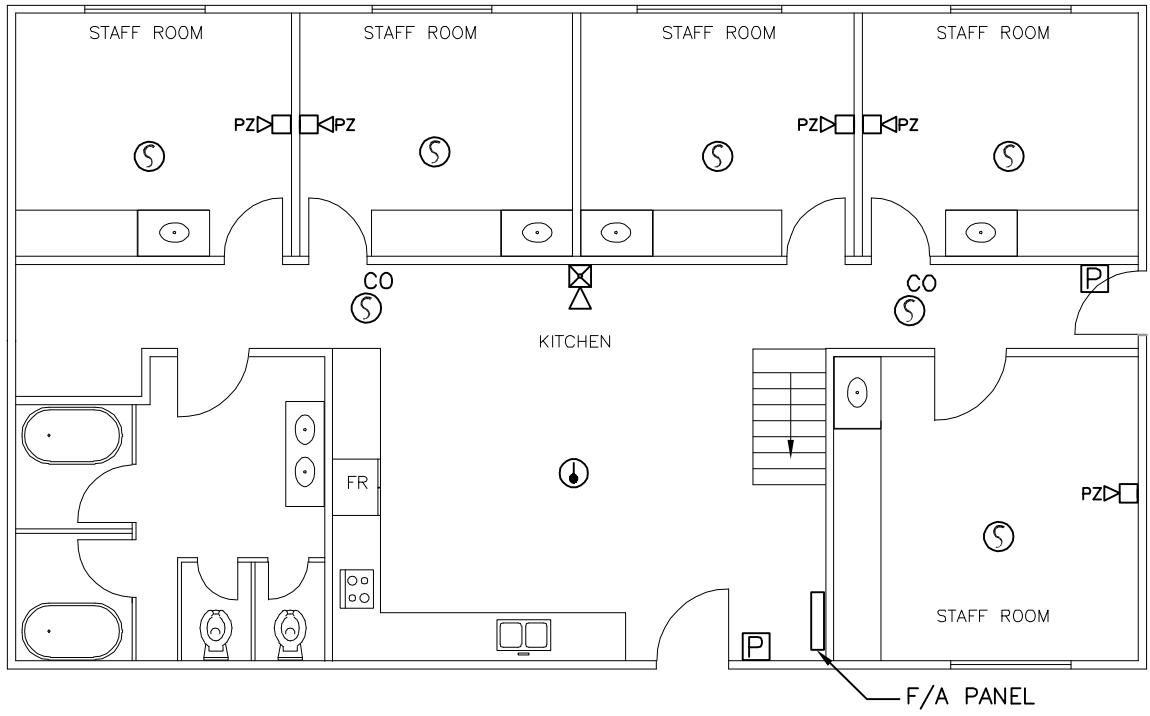 STAFF ROOM STAFF ROOM STAFF ROOM STAFF ROOM
PZ PZ PZ PZ
CO CO
P
KITCHEN
FR
PZ
STAFF ROOM
P
F/A PANEL